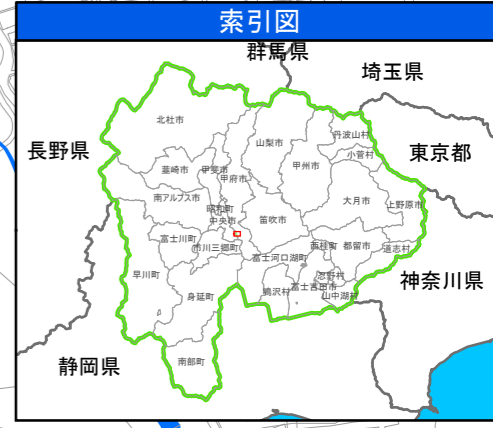 索引図
群馬県
埼玉県
北杜市
丹波山村
山梨市
小菅村
長野県
東京都
韮崎市
甲斐市
甲州市
甲府市
南アルプス市
大月市
上野原市
昭和町
中央市
笛吹市
富士川町
市川三郷町
西桂町
都留市
道志村
富士河口湖町
早川町
忍野村
神奈川県
鳴沢村
富士吉田市
山中湖村
身延町
静岡県
南部町